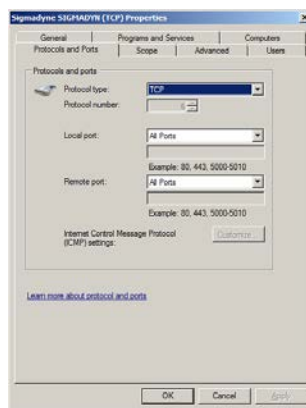 Sigmadyne SIGMADYN (TCP) Properties
General
Programs and Services
Computers
Protocols and Ports
Scope
Advanced
Users
Protocols and ports
Protocol type:
TCP
Protocol number:
6
Local port:
All Ports
Example: 80, 443, 5000-5010
Remote port:
All Ports
Example: 80, 443, 5000-5010
Internet Control Message Protocol
(ICMP) settings:
Customize...
Learn more about protocol and ports
OK
Cancel
Apply